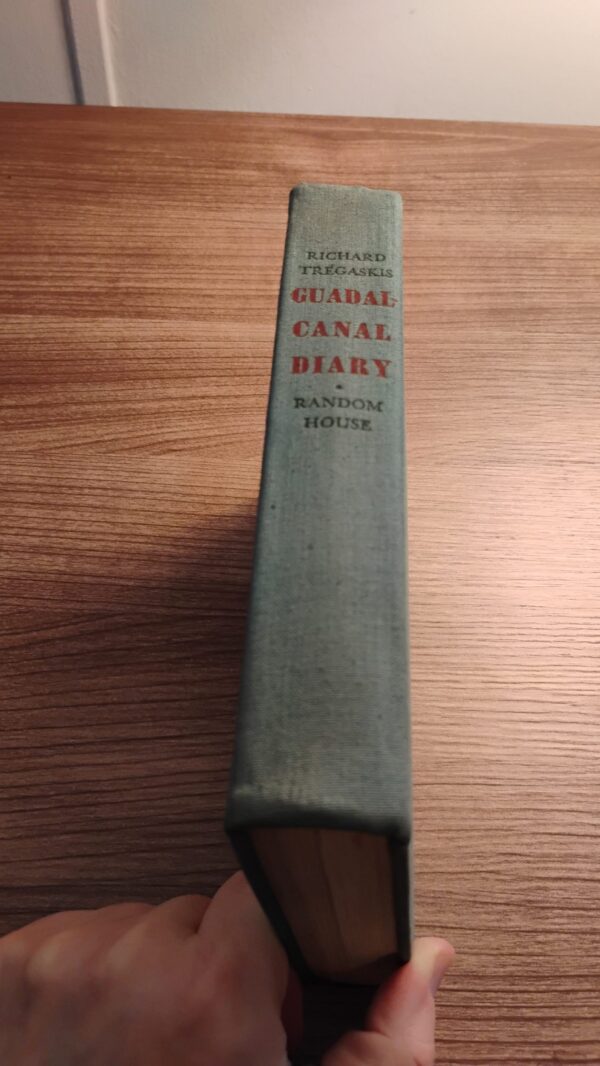 RICHARD
TREGASKIS
GUADAL-
CANAL
DIARY
•
RANDOM
HOUSE